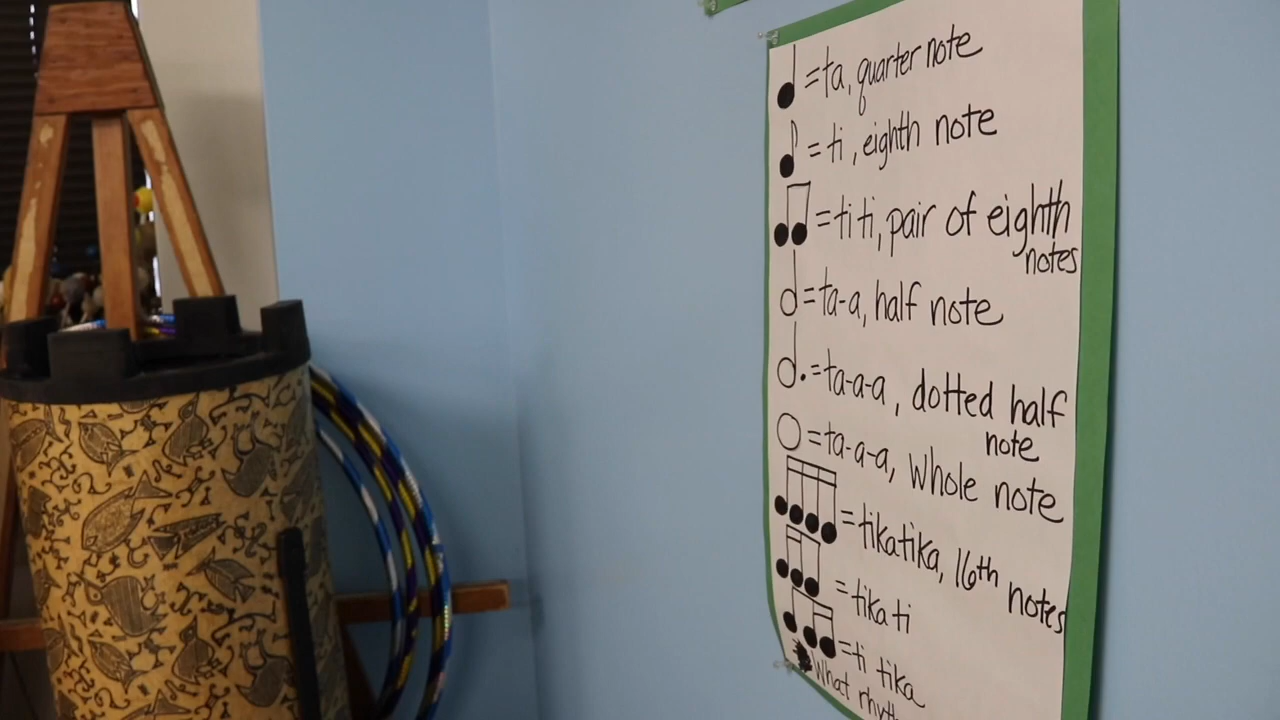 =ta, quarter note
=ti, eighth note
=ti ti, pair of eighth
notes
=ta-a, half note
=ta-a-a, dotted half
note
=ta-a-a, whole note
=tikatika, 16th notes
=tika ti
=ti tika
What